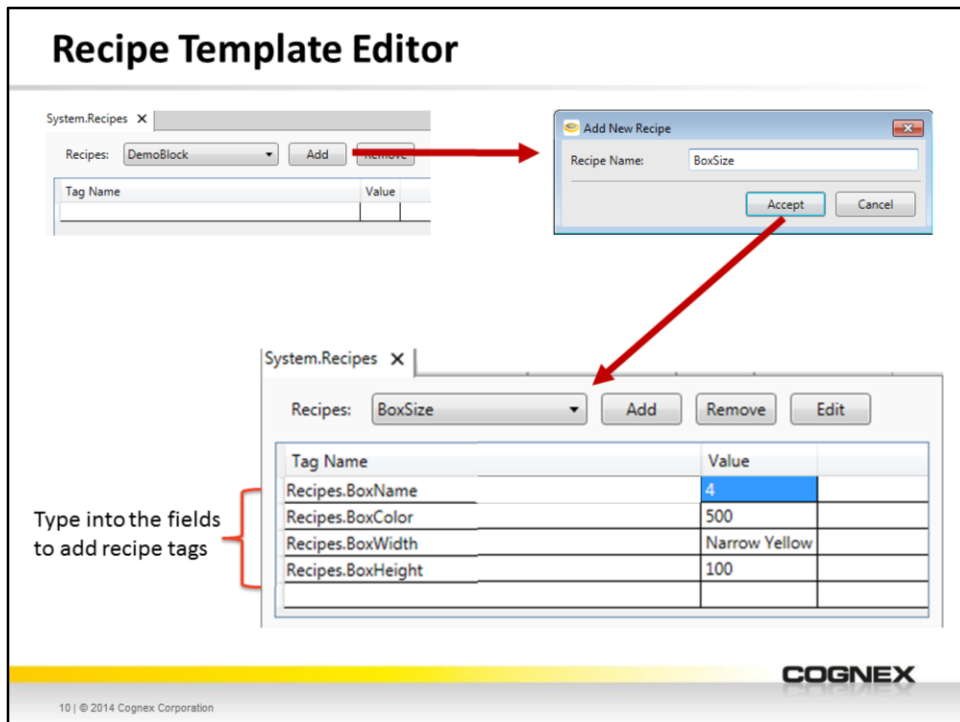 Recipe Template Editor
System.Recipes X
Recipes: DemoBlock Add Remove
Tag Name Value
Add New Recipe
Recipe Name: BoxSize
Accept Cancel
System.Recipes X
Recipes: BoxSize Add Remove Edit
Tag Name Value
Recipes.BoxName 4
Recipes.BoxColor 500
Recipes.BoxWidth Narrow Yellow
Recipes.BoxHeight 100
Type into the fields
to add recipe tags
COGNEX
10 | © 2014 Cognex Corporation